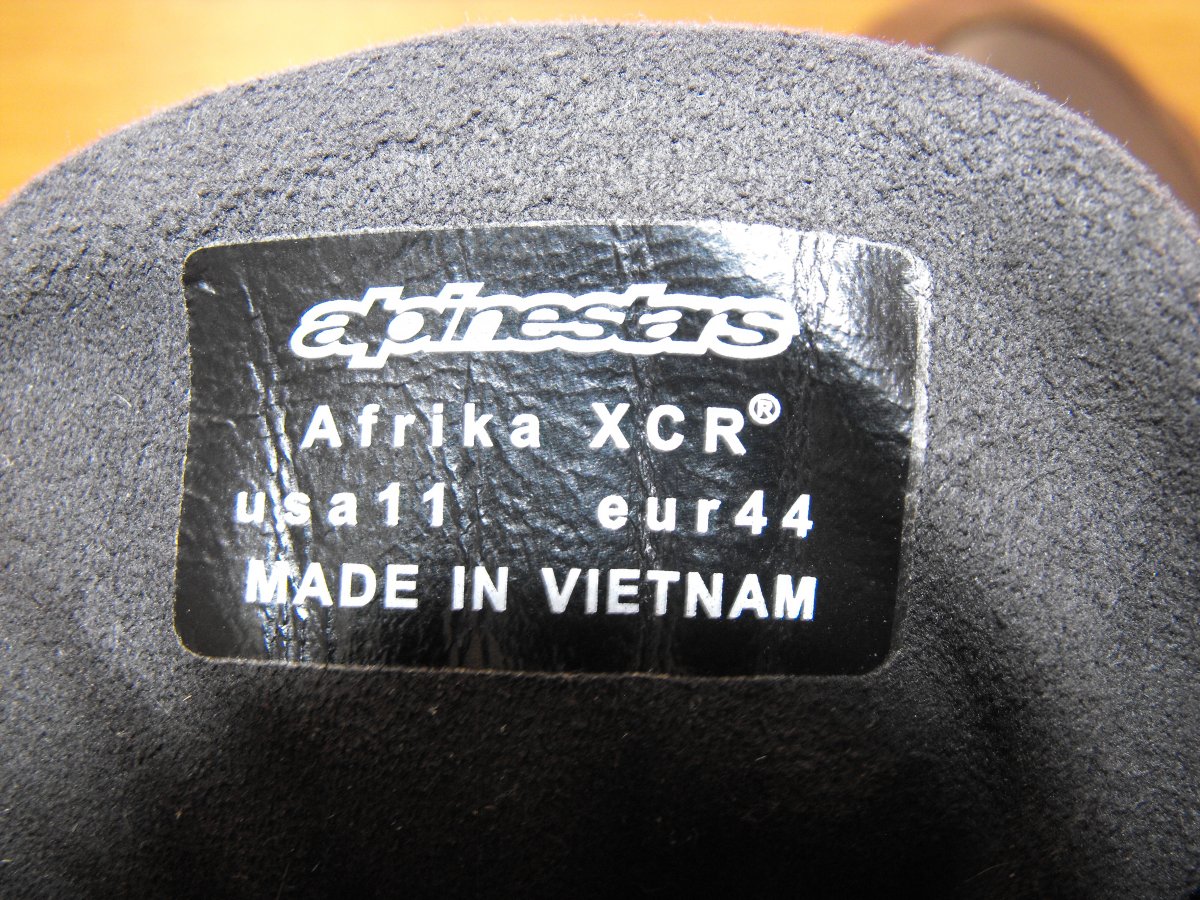 alpinestars
Afrika XCR®
usa11 eur44
MADE IN VIETNAM